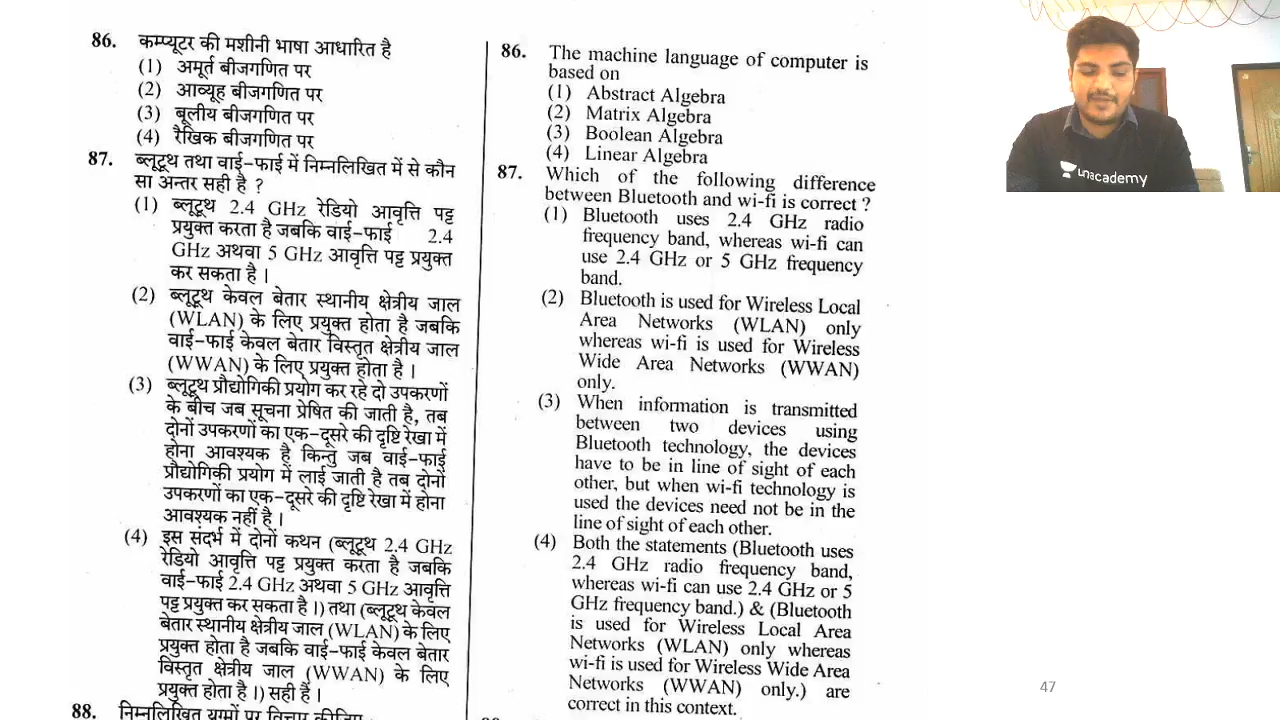 86. कम्प्यूटर की मशीनी भाषा आधारित है
(1) अमूर्त बीजगणित पर
(2) आव्यूह बीजगणित पर
(3) बूलीय बीजगणित पर
(4) रैखिक बीजगणित पर
87. ब्लूटूथ तथा वाई-फाई में निम्नलिखित में से कौन
सा अन्तर सही है ?
(1) ब्लूटूथ 2.4 GHz रेडियो आवृत्ति पट्ट
प्रयुक्त करता है जबकि वाई-फाई 2.4
GHz अथवा 5 GHz आवृत्ति पट्ट प्रयुक्त
कर सकता है ।
(2) ब्लूटूथ केवल बेतार स्थानीय क्षेत्रीय जाल
(WLAN) के लिए प्रयुक्त होता है जबकि
वाई-फाई केवल बेतार विस्तृत क्षेत्रीय जाल
(WWAN) के लिए प्रयुक्त होता है ।
(3) ब्लूटूथ प्रौद्योगिकी प्रयोग कर रहे दो उपकरणों
के बीच जब सूचना प्रेषित की जाती है, तब
दोनों उपकरणों का एक-दूसरे की दृष्टि रेखा में
होना आवश्यक है किन्तु जब वाई-फाई
प्रौद्योगिकी प्रयोग में लाई जाती है तब दोनों
उपकरणों का एक-दूसरे की दृष्टि रेखा में होना
आवश्यक नहीं है ।
(4) इस संदर्भ में दोनों कथन (ब्लूटूथ 2.4 GHz
रेडियो आवृत्ति पट्ट प्रयुक्त करता है जबकि
वाई-फाई 2.4 GHz अथवा 5 GHz आवृत्ति
पट्ट प्रयुक्त कर सकता है ।) तथा (ब्लूटूथ केवल
बेतार स्थानीय क्षेत्रीय जाल (WLAN) के लिए
प्रयुक्त होता है जबकि वाई-फाई केवल बेतार
विस्तृत क्षेत्रीय जाल (WWAN) के लिए
प्रयुक्त होता है ।) सही हैं ।
88. निम्नलिखित युग्मों पर विचार कीजिए
86. The machine language of computer is
based on
(1) Abstract Algebra
(2) Matrix Algebra
(3) Boolean Algebra
(4) Linear Algebra
87. Which of the following difference
between Bluetooth and wi-fi is correct ?
(1) Bluetooth uses 2.4 GHz radio
frequency band, whereas wi-fi can
use 2.4 GHz or 5 GHz frequency
band.
(2) Bluetooth is used for Wireless Local
Area Networks (WLAN) only
whereas wi-fi is used for Wireless
Wide Area Networks (WWAN)
only.
(3) When information is transmitted
between two devices using
Bluetooth technology, the devices
have to be in line of sight of each
other, but when wi-fi technology is
used the devices need not be in the
line of sight of each other.
(4) Both the statements (Bluetooth uses
2.4 GHz radio frequency band,
whereas wi-fi can use 2.4 GHz or 5
GHz frequency band.) & (Bluetooth
is used for Wireless Local Area
Networks (WLAN) only whereas
wi-fi is used for Wireless Wide Area
Networks (WWAN) only.) are
correct in this context.
unacademy
47